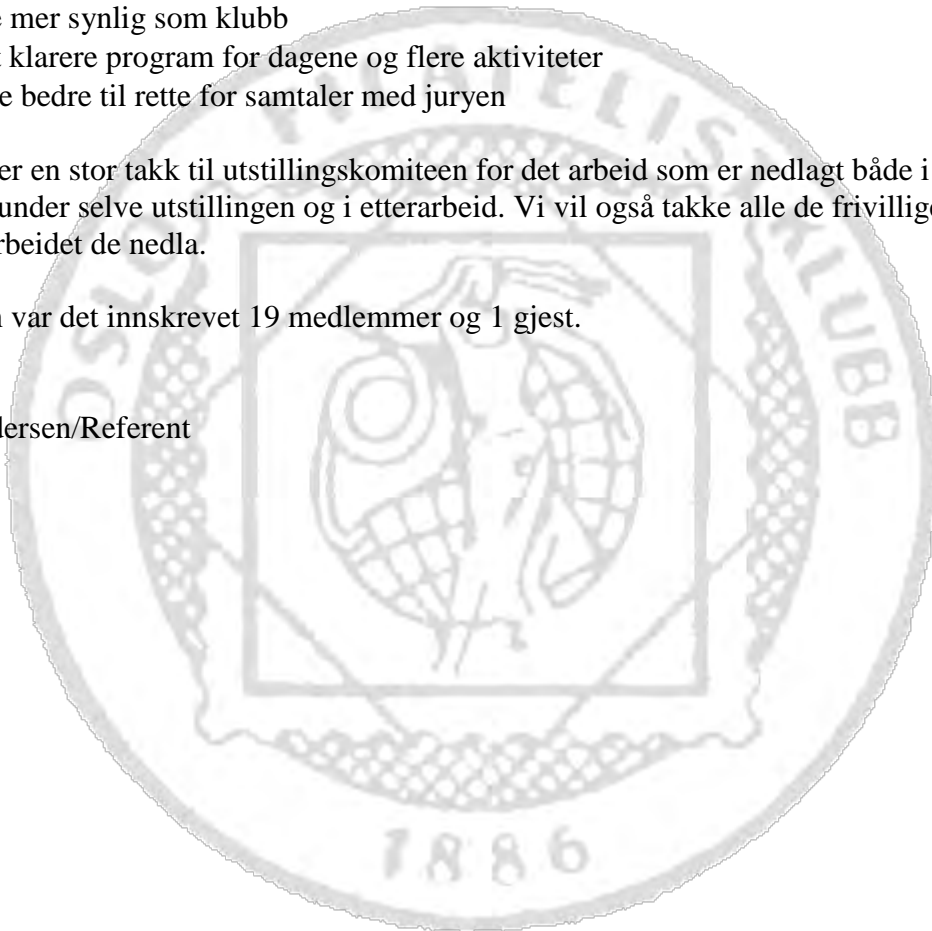 mer synlig som klubb
klarere program for dagene og flere aktiviteter
bedre til rette for samtaler med juryen
er en stor takk til utstillingskomiteen for det arbeid som er nedlagt både i
under selve utstillingen og i etterarbeid. Vi vil også takke alle de frivillige
de nedla.
var det innskrevet 19 medlemmer og 1 gjest.
/Referent
OSLO FILATELISTKLUBB
1886